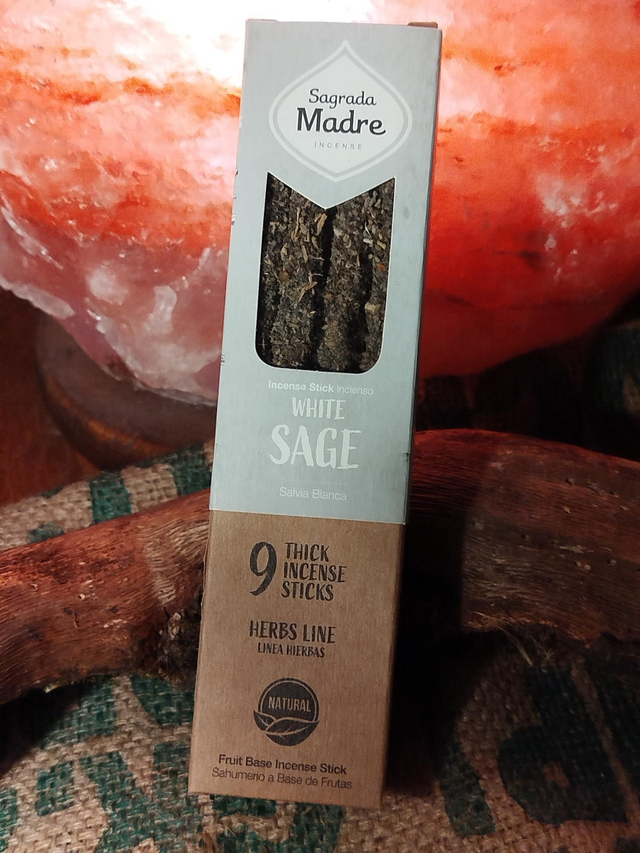 Sagrada
Madre
INCENSE
Incense Stick Incienso
WHITE
SAGE
Salvia Blanca
9 THICK
INCENSE
STICKS
HERBS LINE
LINEA HIERBAS
NATURAL
Fruit Base Incense Stick
Sahumerio a Base de Frutas